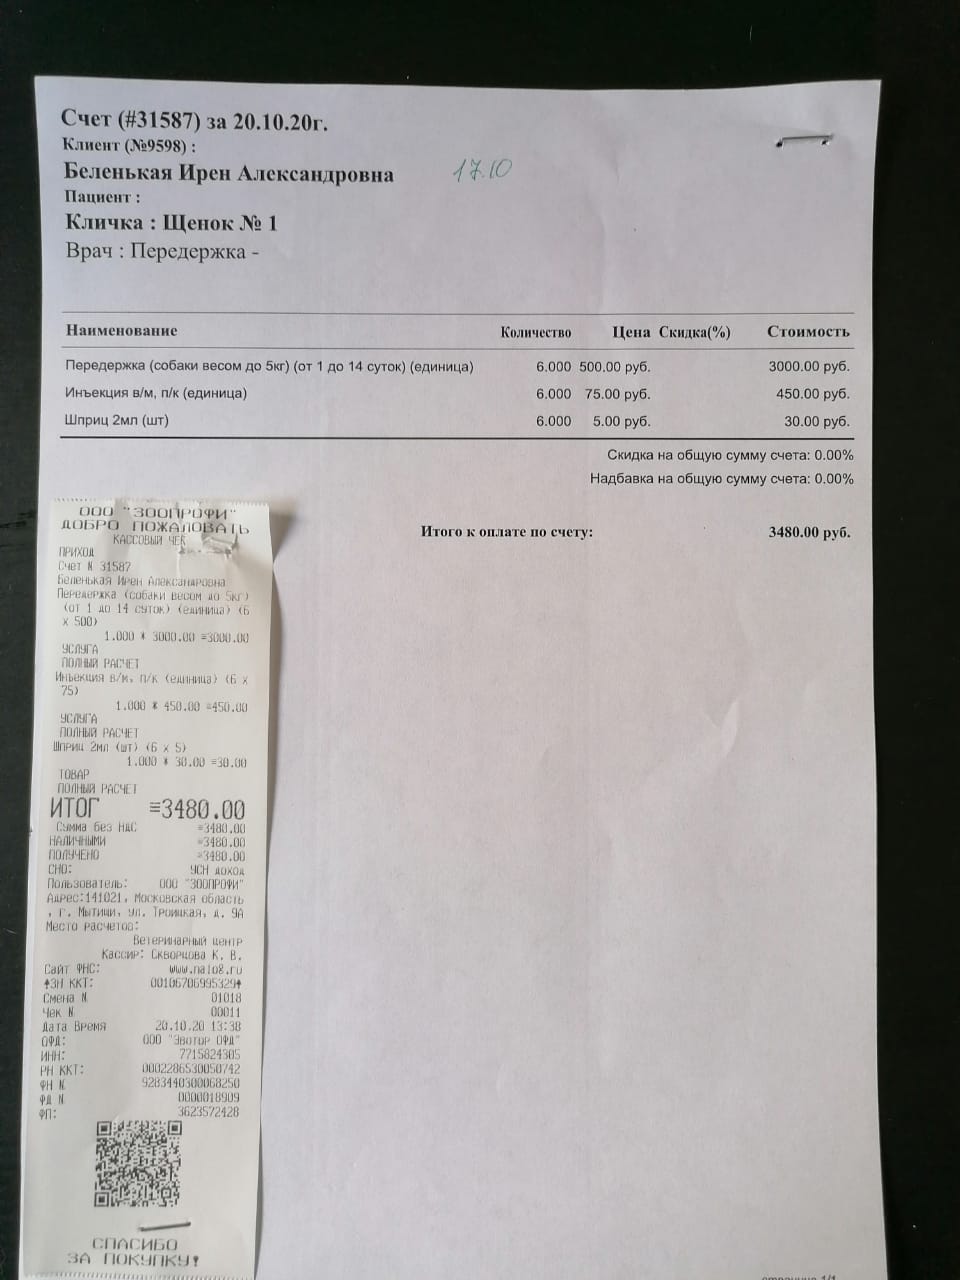 Счет (#31587) за 20.10.20г.
Клиент (№9598) :
Беленькая Ирен Александровна
17.10
Пациент :
Кличка : Щенок № 1
Врач : Передержка -
Наименование Количество Цена Скидка(%) Стоимость
Передержка (собаки весом до 5кг) (от 1 до 14 суток) (единица) 6.000 500.00 руб. 3000.00 руб.
Инъекция в/м, п/к (единица) 6.000 75.00 руб. 450.00 руб.
Шприц 2мл (шт) 6.000 5.00 руб. 30.00 руб.
Скидка на общую сумму счета: 0.00%
Надбавка на общую сумму счета: 0.00%
Итого к оплате по счету: 3480.00 руб.
ООО "ЗООПРОФИ"
ДОБРО ПОЖАЛОВАТЬ
КАССОВЫЙ ЧЕК
ПРИХОД
Счет N 31587
Беленькая Ирен Александровна
Передержка (собаки весом до 5кг)
(от 1 до 14 суток) (единица) (6
x 500)
1.000 * 3000.00 =3000.00
УСЛУГА
ПОЛНЫЙ РАСЧЕТ
Инъекция в/м, п/к (единица) (6 x
75)
1.000 * 450.00 =450.00
УСЛУГА
ПОЛНЫЙ РАСЧЕТ
Шприц 2мл (шт) (6 x 5)
1.000 * 30.00 =30.00
ТОВАР
ПОЛНЫЙ РАСЧЕТ
ИТОГ =3480.00
Сумма без НДС =3480.00
НАЛИЧНЫМИ =3480.00
ПОЛУЧЕНО =3480.00
СНО: УСН доход
Пользователь: ООО "ЗООПРОФИ"
Адрес:141021, Московская область
, г. Мытищи, ул. Троицкая, д. 9А
Место расчетов:
Ветеринарный центр
Кассир: Скворцова К. В.
Сайт ФНС: www.nalog.ru
ЗН ККТ: 00106706995329
Смена N 01018
Чек N 00011
Дата Время 20.10.20 13:38
ОФД: ООО "Эвотор ОФД"
ИНН: 7715824305
РН ККТ: 0002286530050742
ФН N 9283440300068250
ФД N 0000018909
ФП: 3623572428
СПАСИБО
ЗА ПОКУПКУ!
страница 1/1